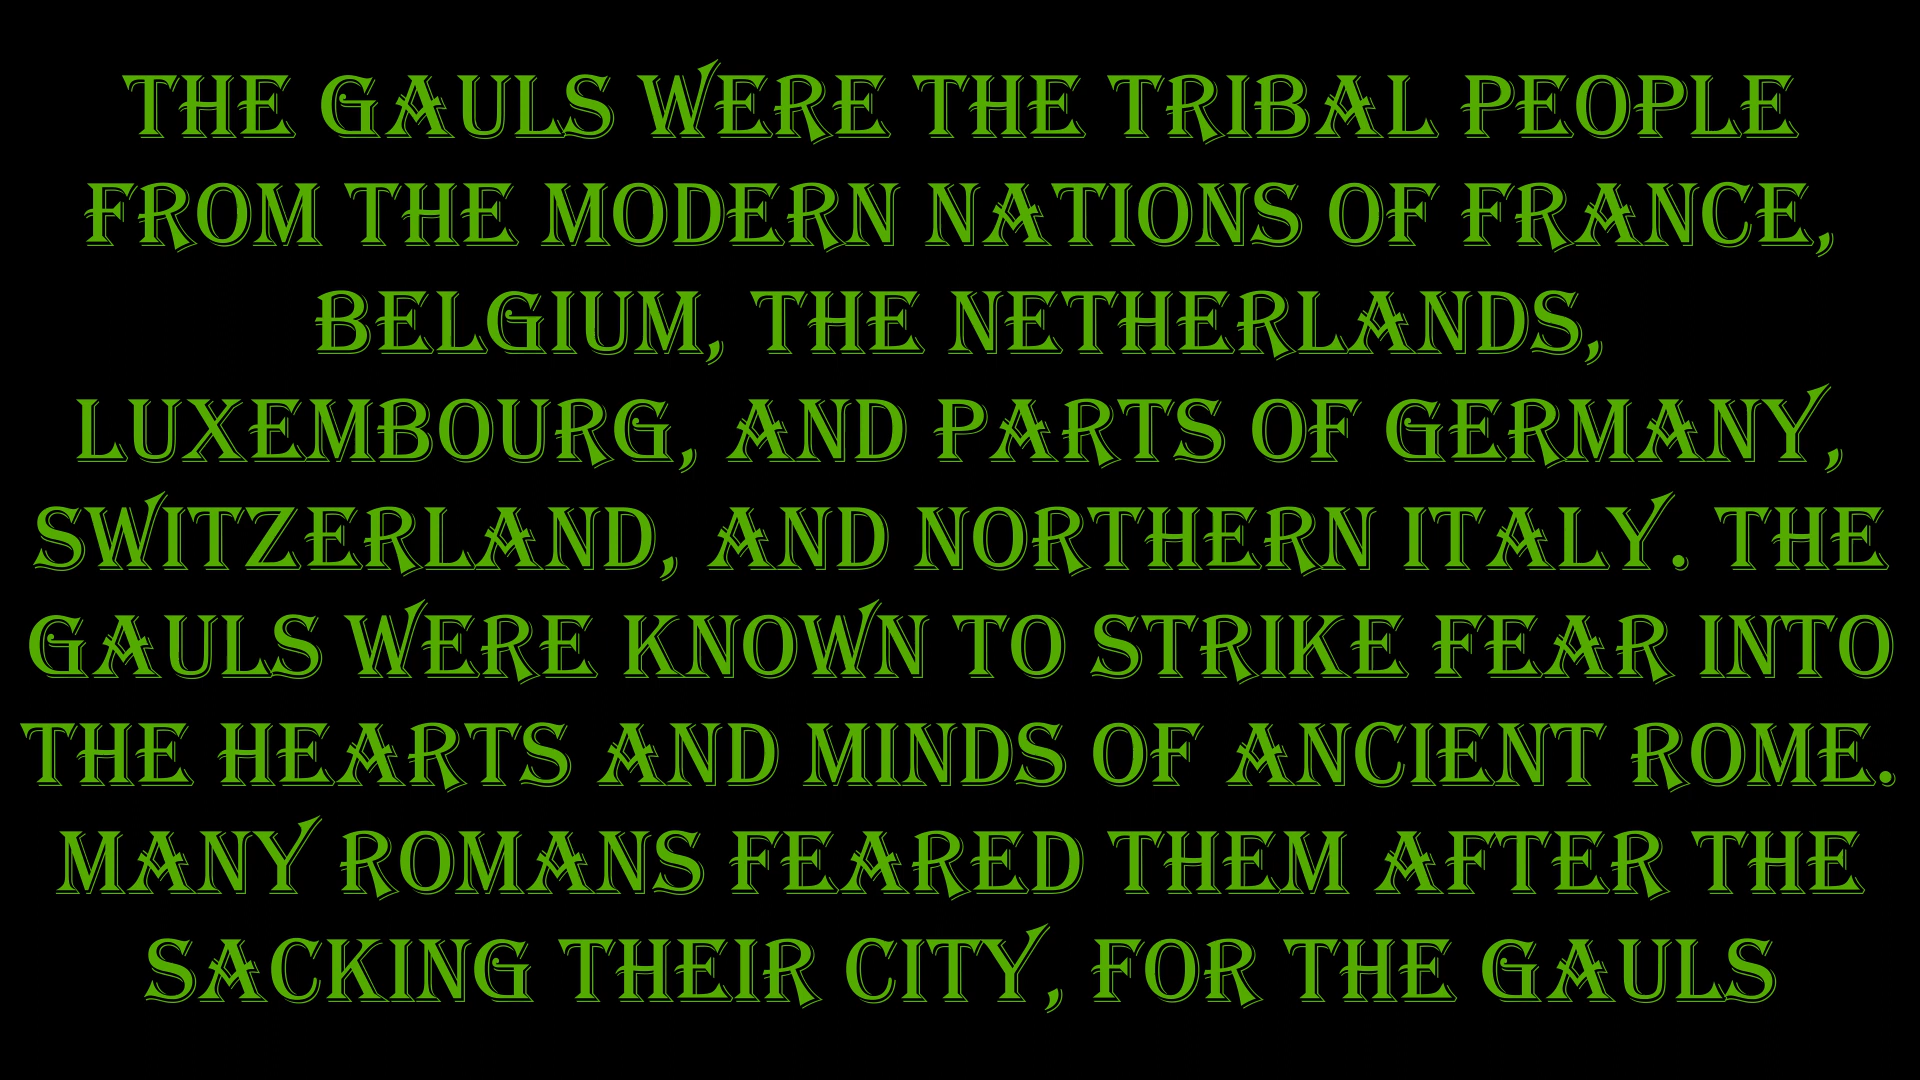 THE GAULS WERE THE TRIBAL PEOPLE
FROM THE MODERN NATIONS OF FRANCE,
BELGIUM, THE NETHERLANDS,
LUXEMBOURG, AND PARTS OF GERMANY,
SWITZERLAND, AND NORTHERN ITALY. THE
GAULS WERE KNOWN TO STRIKE FEAR INTO
THE HEARTS AND MINDS OF ANCIENT ROME.
MANY ROMANS FEARED THEM AFTER THE
SACKING THEIR CITY, FOR THE GAULS